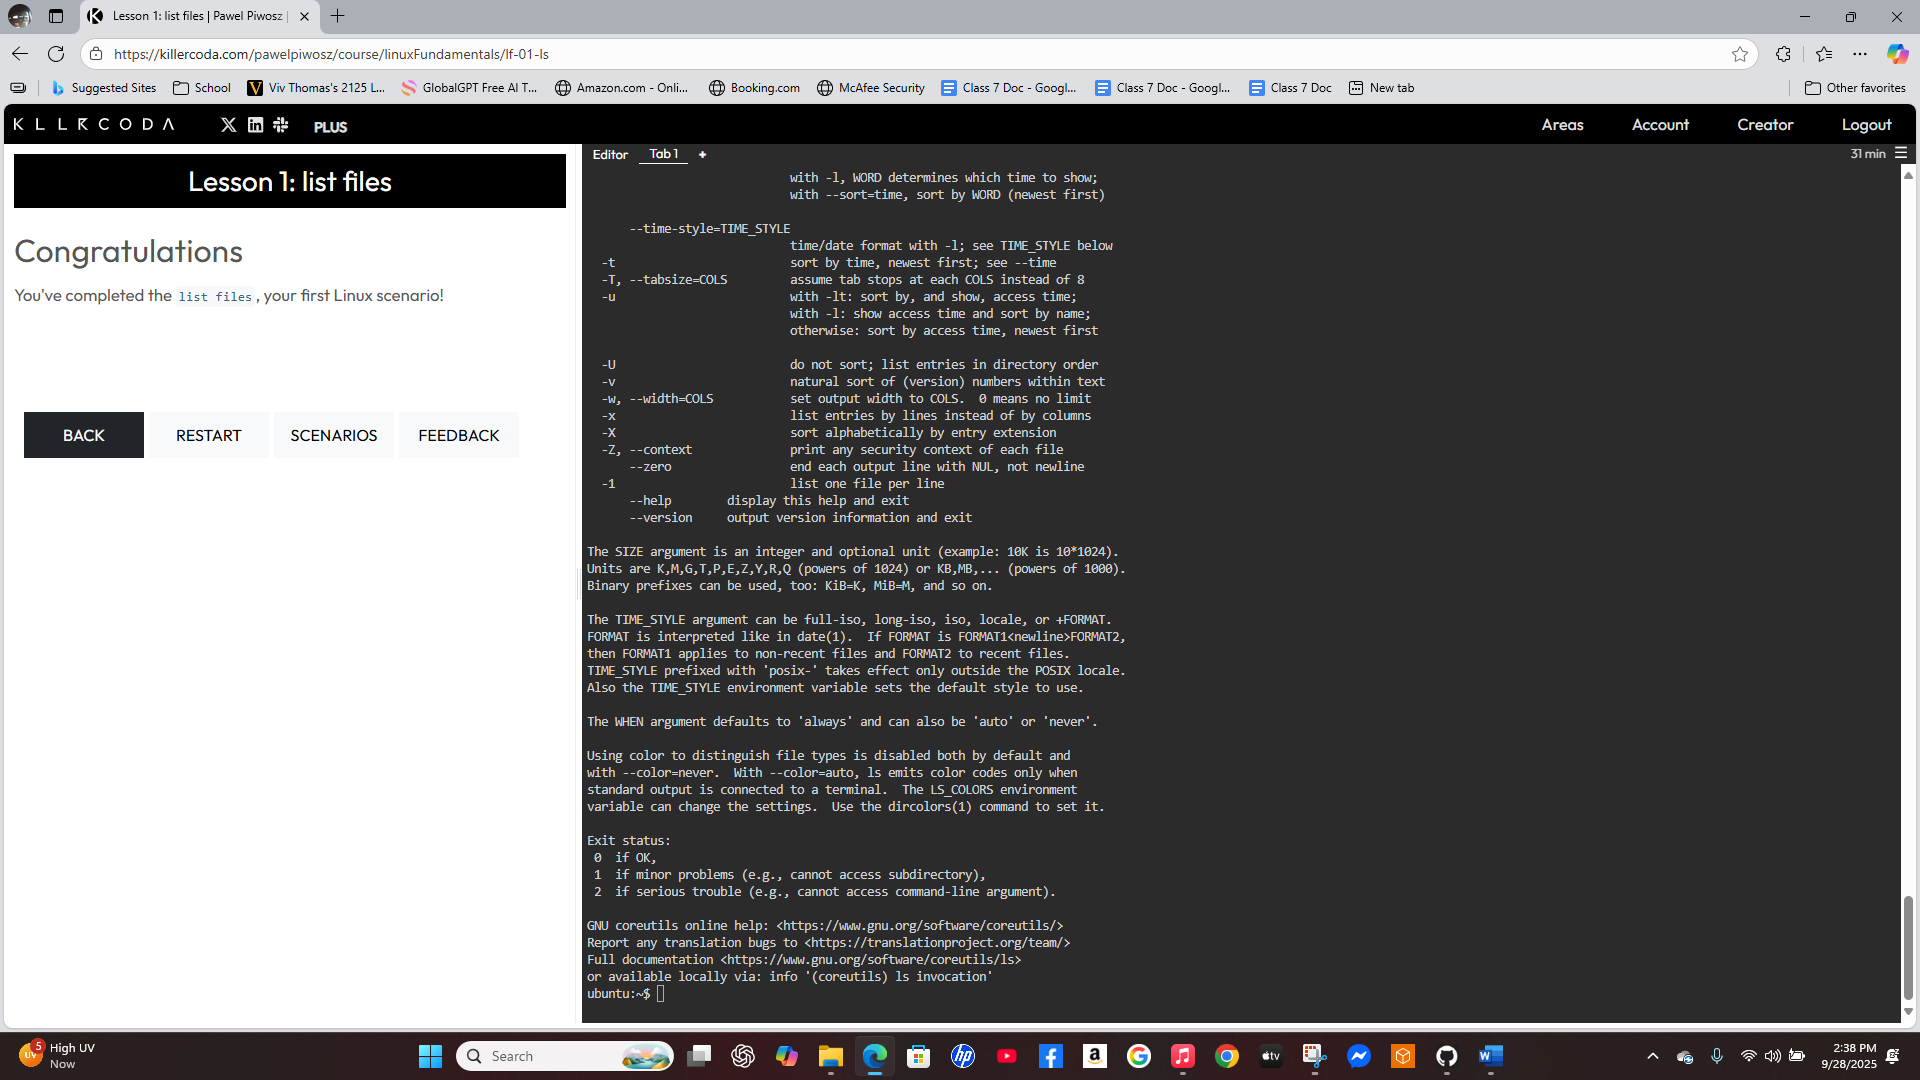 Lesson 1: list files | Pawel Piwosz |
https://killercoda.com/pawelpiwosz/course/linuxFundamentals/lf-01-ls
Suggested Sites School Viv Thomas's 2125 L... GlobalGPT Free AI T... Amazon.com - Onli... Booking.com McAfee Security Class 7 Doc - Googl... Class 7 Doc - Googl... Class 7 Doc New tab Other favorites
KLLRCODA PLUS Areas Account Creator Logout
Lesson 1: list files
Congratulations
You've completed the list files, your first Linux scenario!
BACK RESTART SCENARIOS FEEDBACK
Editor Tab 1 + 31 min
with -l, WORD determines which time to show;
with --sort=time, sort by WORD (newest first)
--time-style=TIME_STYLE
time/date format with -l; see TIME_STYLE below
-t sort by time, newest first; see --time
-T, --tabsize=COLS assume tab stops at each COLS instead of 8
-u with -lt: sort by, and show, access time;
with -l: show access time and sort by name;
otherwise: sort by access time, newest first
-U do not sort; list entries in directory order
-v natural sort of (version) numbers within text
-w, --width=COLS set output width to COLS.  0 means no limit
-x list entries by lines instead of by columns
-X sort alphabetically by entry extension
-Z, --context print any security context of each file
--zero end each output line with NUL, not newline
-1 list one file per line
--help display this help and exit
--version output version information and exit
The SIZE argument is an integer and optional unit (example: 10K is 10*1024).
Units are K,M,G,T,P,E,Z,Y,R,Q (powers of 1024) or KB,MB,... (powers of 1000).
Binary prefixes can be used, too: KiB=K, MiB=M, and so on.
The TIME_STYLE argument can be full-iso, long-iso, iso, locale, or +FORMAT.
FORMAT is interpreted like in date(1).  If FORMAT is FORMAT1<newline>FORMAT2,
then FORMAT1 applies to non-recent files and FORMAT2 to recent files.
TIME_STYLE prefixed with 'posix-' takes effect only outside the POSIX locale.
Also the TIME_STYLE environment variable sets the default style to use.
The WHEN argument defaults to 'always' and can also be 'auto' or 'never'.
Using color to distinguish file types is disabled both by default and
with --color=never.  With --color=auto, ls emits color codes only when
standard output is connected to a terminal.  The LS_COLORS environment
variable can change the settings.  Use the dircolors(1) command to set it.
Exit status:
0 if OK,
1 if minor problems (e.g., cannot access subdirectory),
2 if serious trouble (e.g., cannot access command-line argument).
GNU coreutils online help: <https://www.gnu.org/software/coreutils/>
Report any translation bugs to <https://translationproject.org/team/>
Full documentation <https://www.gnu.org/software/coreutils/ls>
or available locally via: info '(coreutils) ls invocation'
ubuntu:~$
UV 5 High UV
Now
Search
hp
tv
2:38 PM
9/28/2025